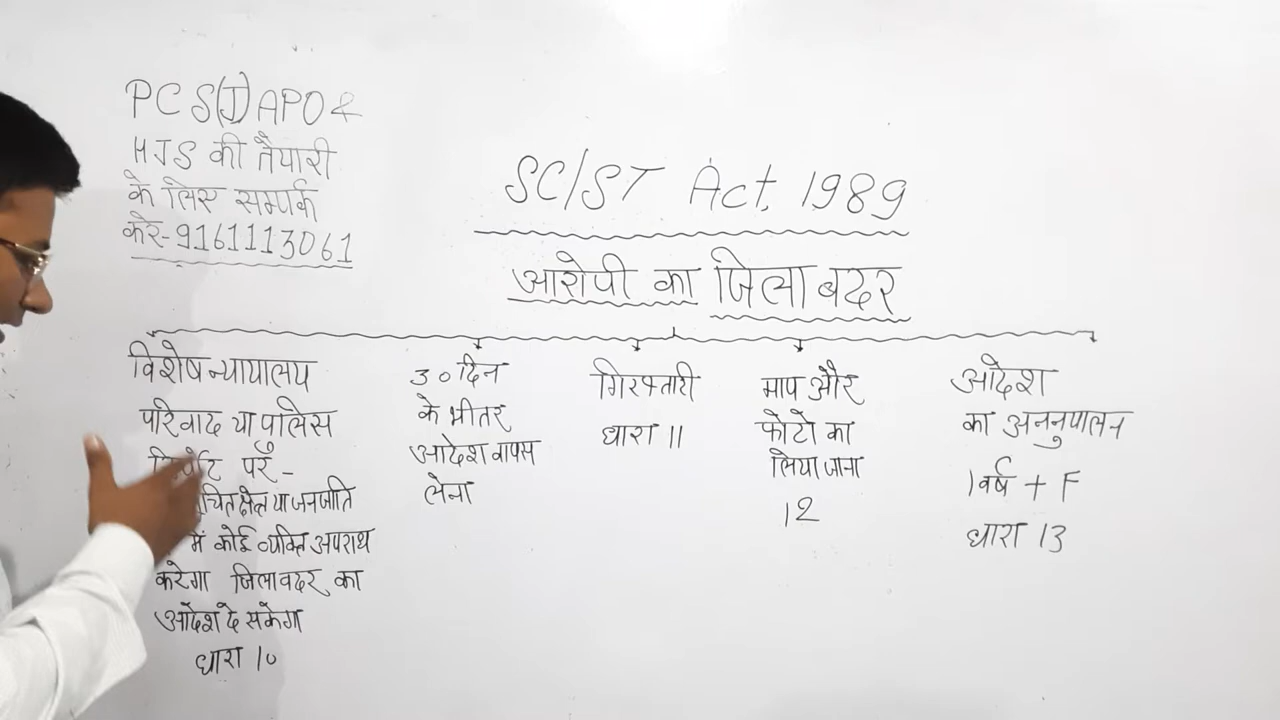 PCS(J) APO &
HJS की तैयारी
के लिए सम्पर्क
करे-9161113061
SC/ST Act, 1989
आरोपी का जिलाबदर
विशेष न्यायालय
परिवाद या पुलिस
पर-
क्षेत्र या जनजाति
में कोई व्यक्ति अपराध
करेगा जिलाबदर का
आदेश दे सकेगा
धारा 10
30 दिन
के भीतर
आदेश वापस
लेना
गिरफ्तारी
धारा 11
माप और
फोटो का
लिया जाना
12
आदेश
का अननुपालन
1 वर्ष + F
धारा 13